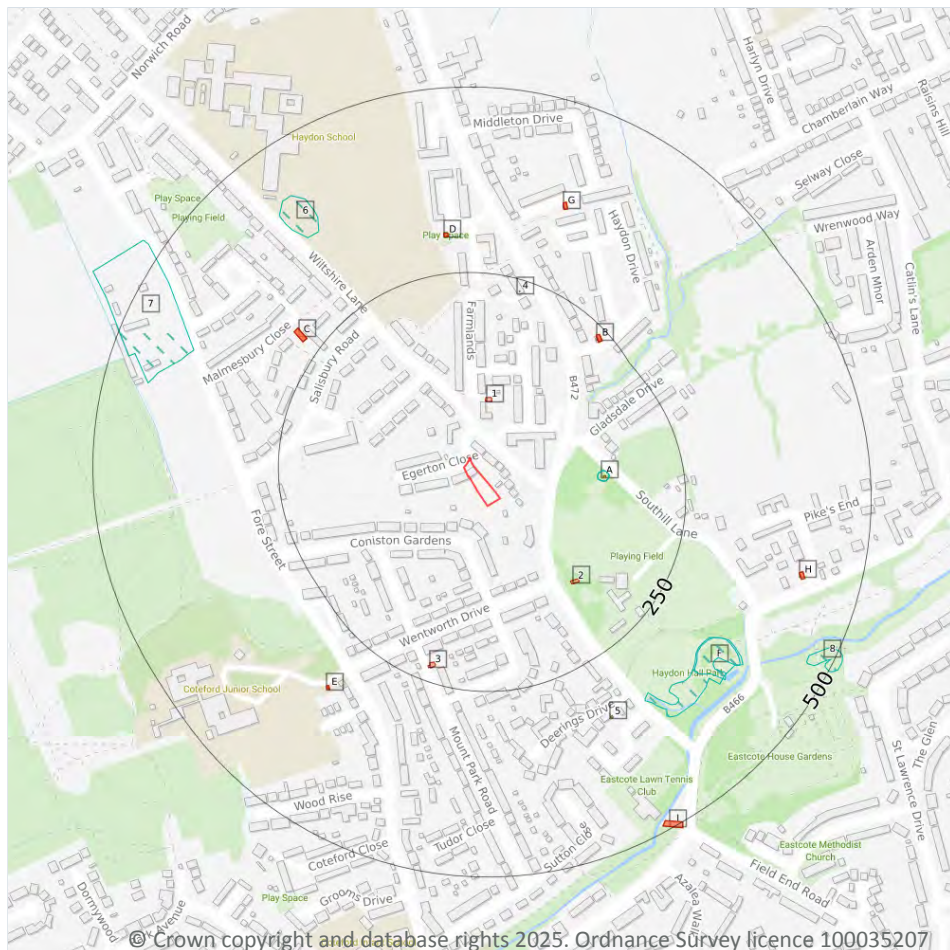 Norwich Road
Haydon School
Middleton Drive
Harlyn Drive
Chamberlain Way
Raisins Hill
Selway Close
G
Play Space
Playing Field
6
D
Play Space
Wrenwood Way
Haydon Drive
Arden Mhor
Catlin's Lane
Wiltshire Lane
7
4
C
Farmlands
B
Malmesbury Close
Salisbury Road
1
B472
Gladsdale Drive
Egerton Close
A
Southill Lane
Pike's End
Fore Street
Coniston Gardens
Playing Field
2
H
250
Wentworth Drive
3
F
8
Haydon Hall Park
Coteford Junior School
E
500
B466
5
Deerings Drive
Mount Park Road
Eastcote House Gardens
St Lawrence Drive
The Glen
Eastcote Lawn Tennis
Club
Wood Rise
I
Tudor Close
Sutton Close
Coteford Close
Eastcote Methodist
Church
Field End Road
Play Space
Grooms Drive
Azalea Walk
Dormywood
© Crown copyright and database rights 2025. Ordnance Survey licence 100035207